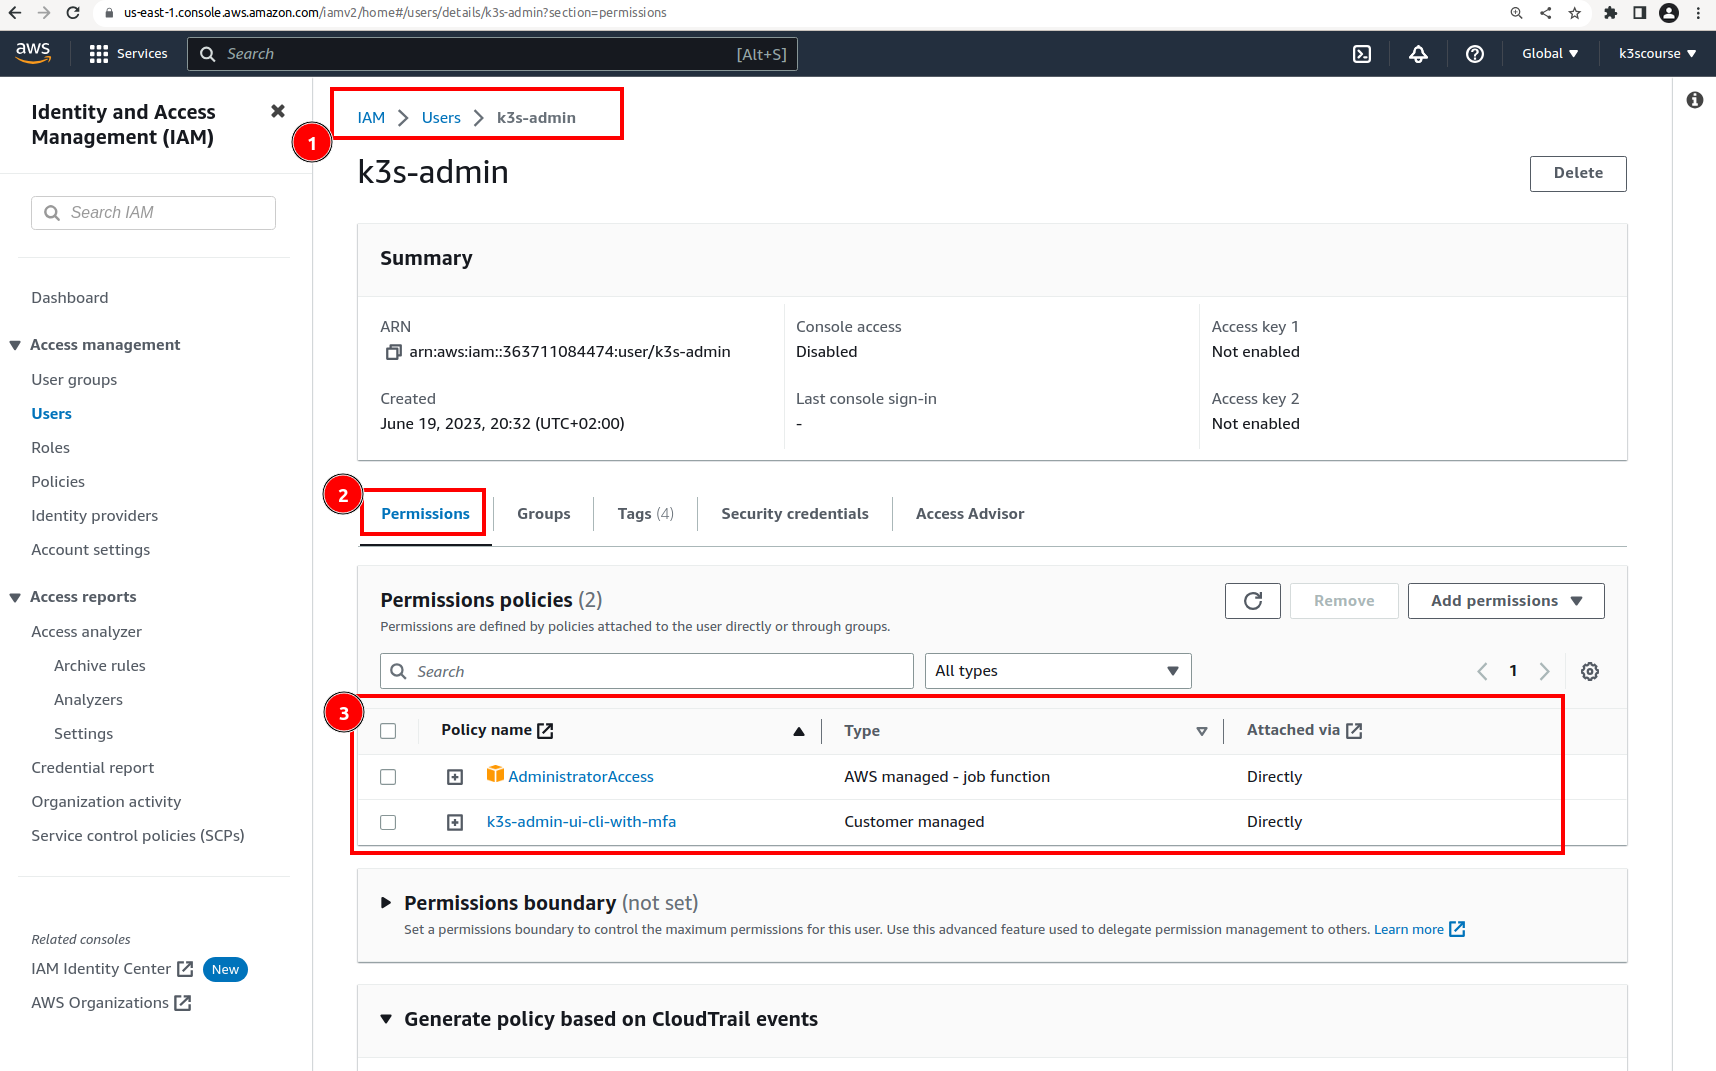 us-east-1.console.aws.amazon.com/iamv2/home#/users/details/k3s-admin?section=permissions
aws
Services
Search
[Alt+S]
Global
k3scourse
Identity and Access
Management (IAM)
Search IAM
Dashboard
Access management
User groups
Users
Roles
Policies
Identity providers
Account settings
Access reports
Access analyzer
Archive rules
Analyzers
Settings
Credential report
Organization activity
Service control policies (SCPs)
Related consoles
IAM Identity Center New
AWS Organizations
1
IAM > Users > k3s-admin
k3s-admin
Delete
Summary
ARN
arn:aws:iam::363711084474:user/k3s-admin
Created
June 19, 2023, 20:32 (UTC+02:00)
Console access
Disabled
Last console sign-in
-
Access key 1
Not enabled
Access key 2
Not enabled
2
Permissions
Groups
Tags (4)
Security credentials
Access Advisor
Permissions policies (2)
Permissions are defined by policies attached to the user directly or through groups.
Remove
Add permissions
Search
All types
1
3
Policy name Type Attached via
AdministratorAccess AWS managed - job function Directly
k3s-admin-ui-cli-with-mfa Customer managed Directly
Permissions boundary (not set)
Set a permissions boundary to control the maximum permissions for this user. Use this advanced feature used to delegate permission management to others. Learn more
Generate policy based on CloudTrail events